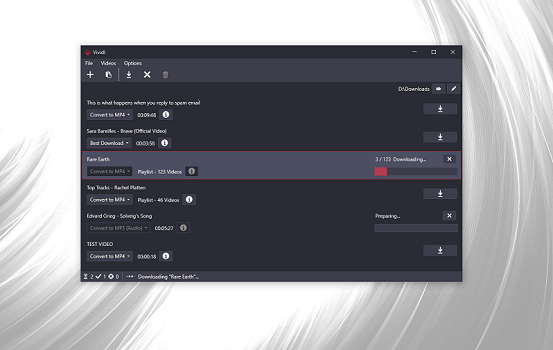 Vividl
File Videos Options
D:\Downloads
This is what happens when you reply to spam email
Convert to MP4 00:09:48
Sara Bareilles - Brave (Official Video)
Best Download 00:03:58
Rare Earth 3 / 123 Downloading...
Convert to MP4 Playlist - 123 Videos
Top Tracks - Rachel Platten
Convert to MP4 Playlist - 46 Videos
Edvard Grieg - Solveig's Song Preparing...
Convert to MP3 (Audio) 00:05:27
TEST VIDEO
Convert to MP4 00:00:18
2 1 0 Downloading "Rare Earth"...